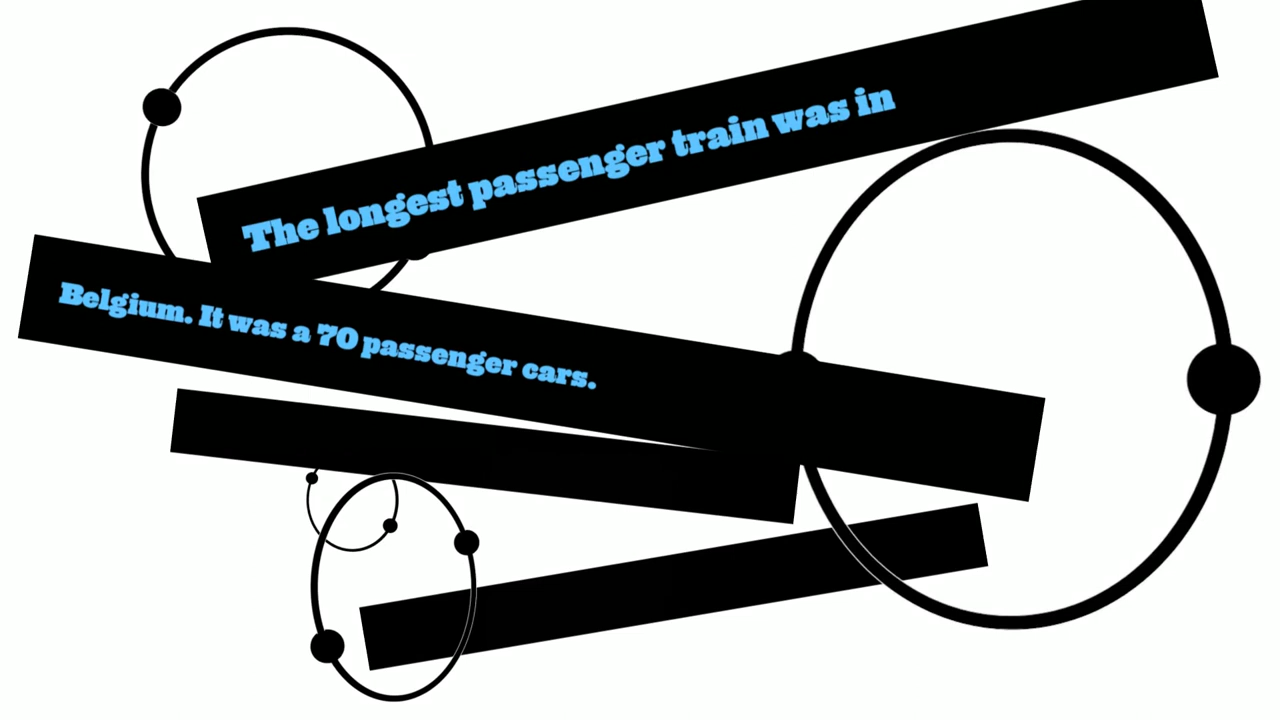 The longest passenger train was in
Belgium. It was a 70 passenger cars.